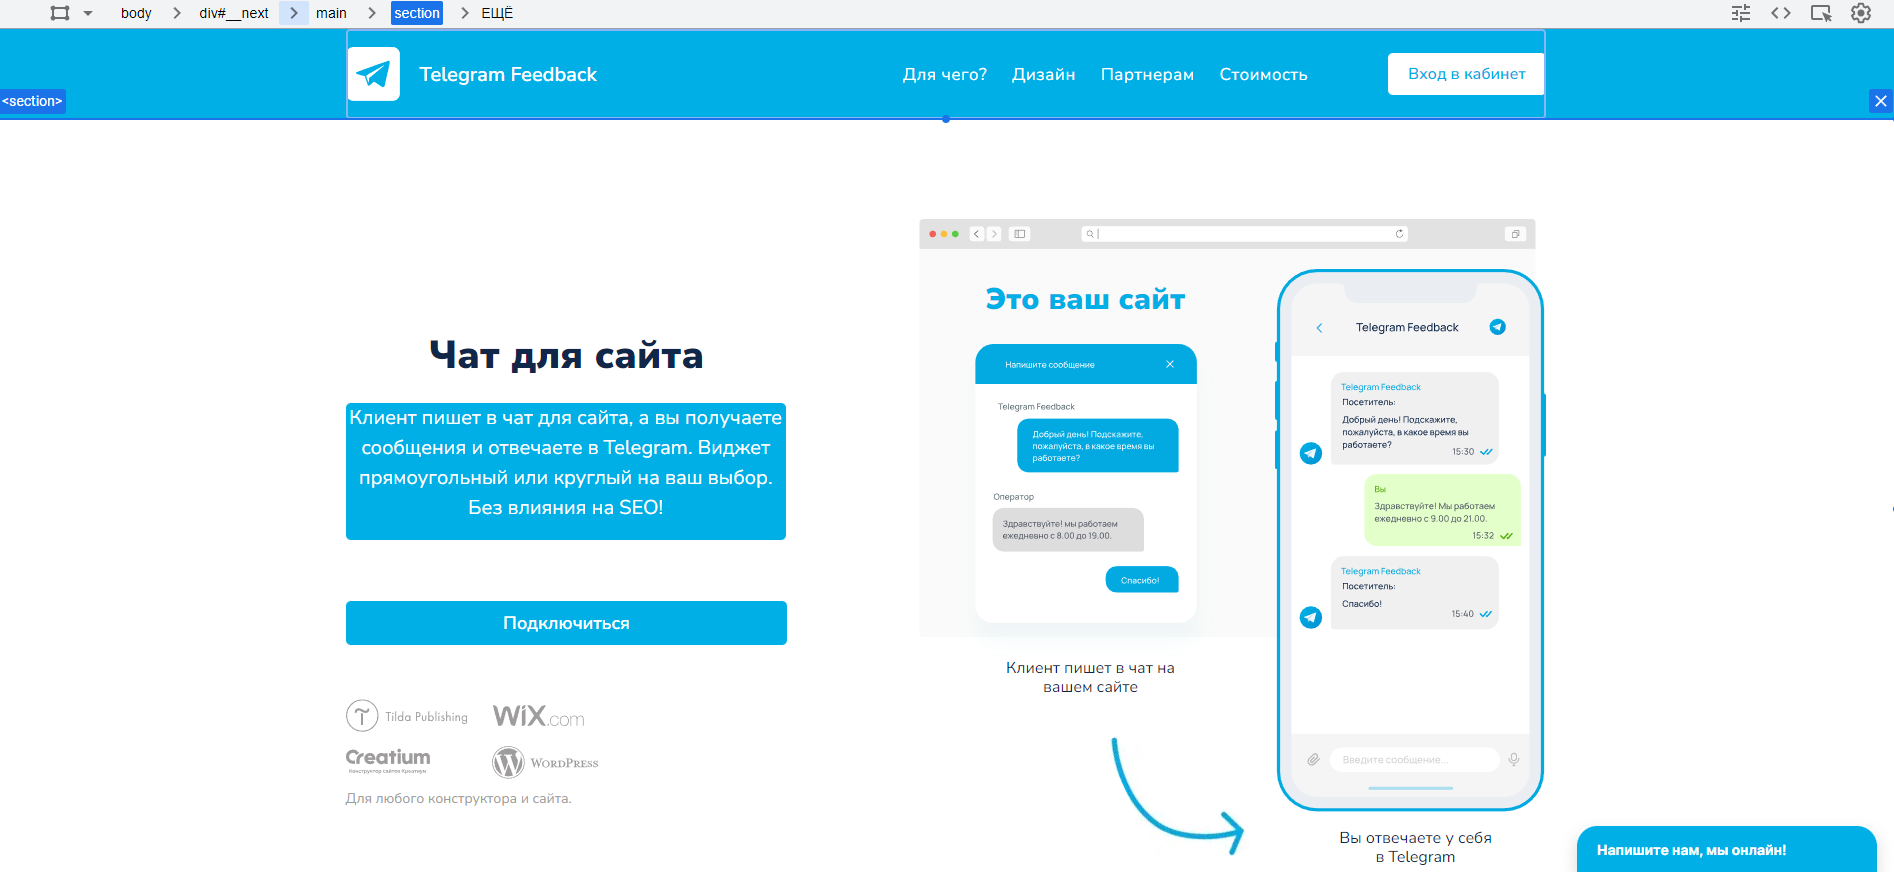 body div#__next main section ЕЩЁ
Telegram Feedback
Для чего? Дизайн Партнерам Стоимость
Вход в кабинет
<section>
Чат для сайта
Клиент пишет в чат для сайта, а вы получаете
сообщения и отвечаете в Telegram. Виджет
прямоугольный или круглый на ваш выбор.
Без влияния на SEO!
Подключиться
Tilda Publishing
WiX.com
Creatium
Конструктор сайтов Креатиум
WordPress
Для любого конструктора и сайта.
Это ваш сайт
Напишите сообщение
Telegram Feedback
Добрый день! Подскажите,
пожалуйста, в какое время вы
работаете?
Оператор
Здравствуйте! мы работаем
ежедневно с 8.00 до 19.00.
Спасибо!
Клиент пишет в чат на
вашем сайте
Telegram Feedback
Telegram Feedback
Посетитель:
Добрый день! Подскажите,
пожалуйста, в какое время вы
работаете?
15:30
Вы
Здравствуйте! Мы работаем
ежедневно с 9.00 до 21.00.
15:32
Telegram Feedback
Посетитель:
Спасибо!
15:40
Введите сообщение...
Вы отвечаете у себя
в Telegram
Напишите нам, мы онлайн!